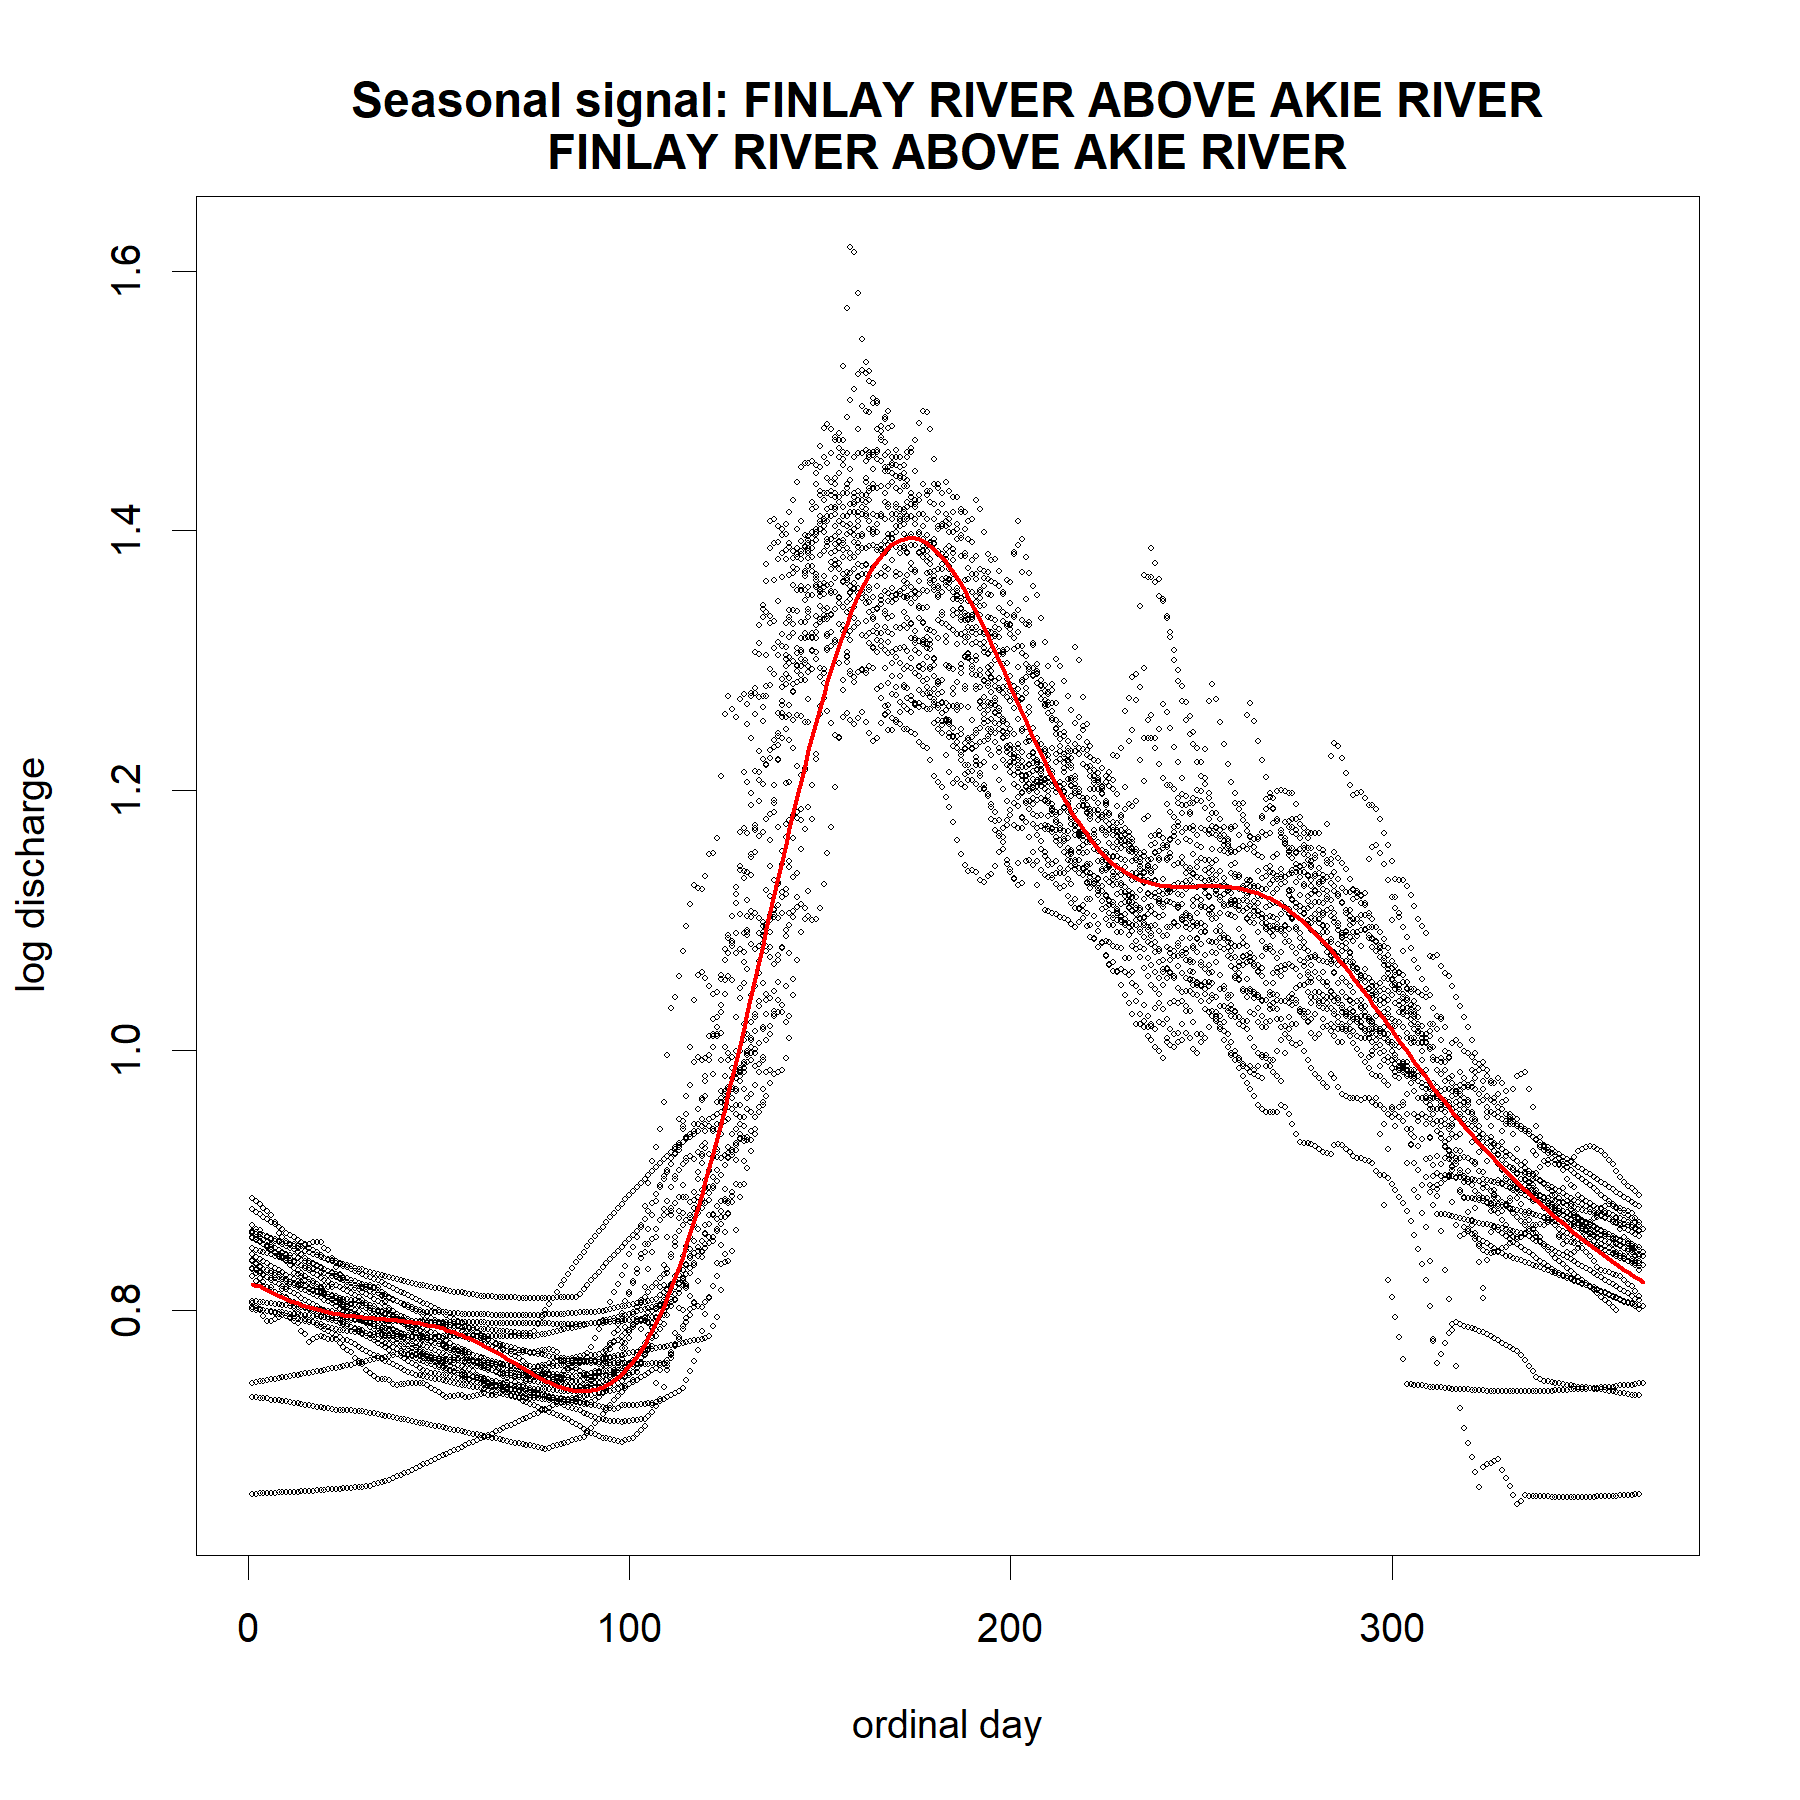 Seasonal signal: FINLAY RIVER ABOVE AKIE RIVER
FINLAY RIVER ABOVE AKIE RIVER
log discharge
1.6
1.4
1.2
1.0
0.8
0 100 200 300
ordinal day